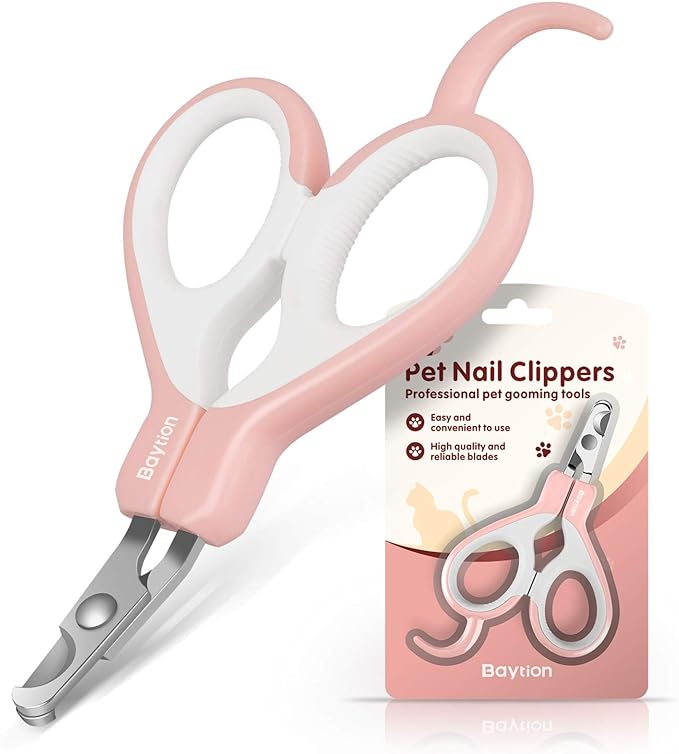 Baytion
Pet Nail Clippers
Professional pet gooming tools
Easy and
convenient to use
High quality and
reliable blades
Baytion
Baytion